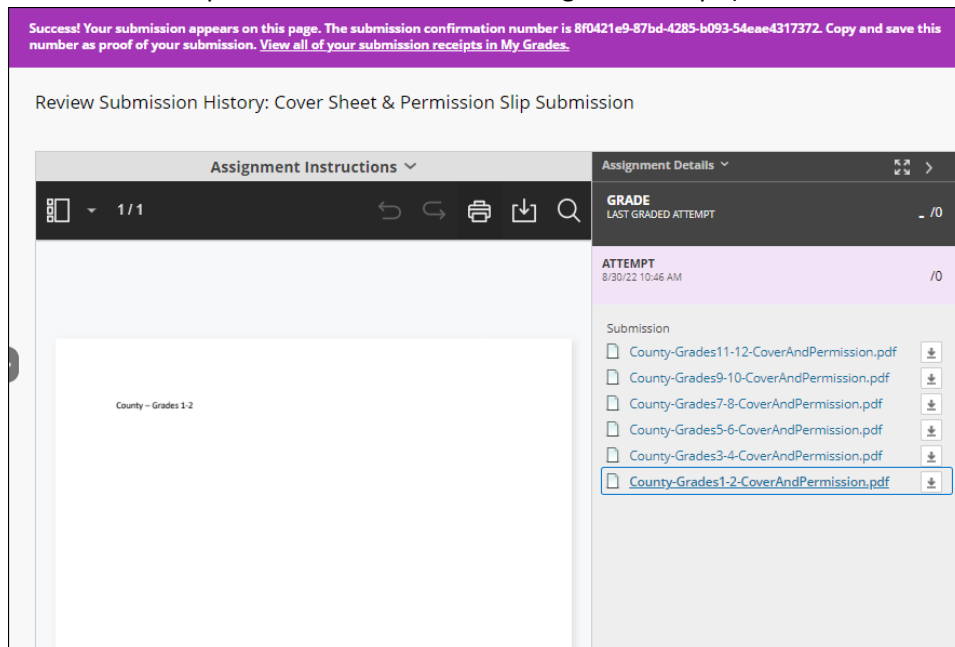 Success! Your submission appears on this page. The submission confirmation number is 8f0421e9-87bd-4285-b093-54eae4317372. Copy and save this
number as proof of your submission. View all of your submission receipts in My Grades.
Review Submission History: Cover Sheet & Permission Slip Submission
Assignment Instructions
1/1
County – Grades 1-2
Assignment Details
GRADE
LAST GRADED ATTEMPT
- /0
ATTEMPT
8/30/22 10:46 AM
/0
Submission
County-Grades11-12-CoverAndPermission.pdf
County-Grades9-10-CoverAndPermission.pdf
County-Grades7-8-CoverAndPermission.pdf
County-Grades5-6-CoverAndPermission.pdf
County-Grades3-4-CoverAndPermission.pdf
County-Grades1-2-CoverAndPermission.pdf